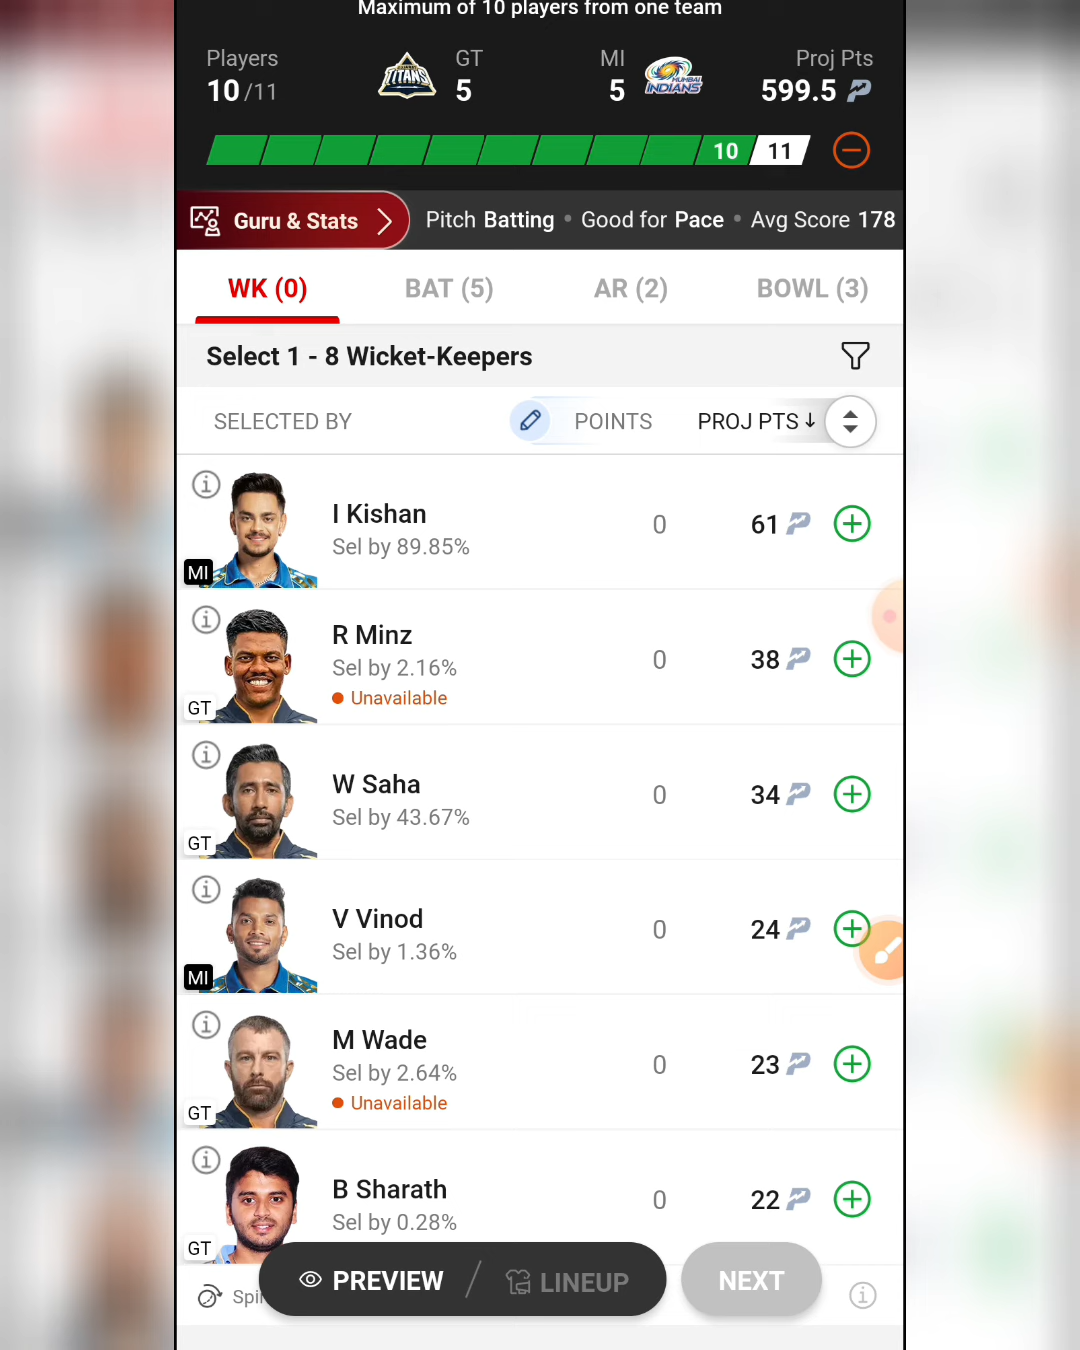 Maximum of 10 players from one team
Players GT MI Proj Pts
10/11 TITANS 5 5 MUMBAI INDIANS 599.5
10 11
Guru & Stats Pitch Batting • Good for Pace • Avg Score 178
WK (0) BAT (5) AR (2) BOWL (3)
Select 1 - 8 Wicket-Keepers
SELECTED BY POINTS PROJ PTS↓
I Kishan
Sel by 89.85%
0 61
MI
R Minz
Sel by 2.16%
Unavailable
0 38
GT
W Saha
Sel by 43.67%
0 34
GT
V Vinod
Sel by 1.36%
0 24
MI
M Wade
Sel by 2.64%
Unavailable
0 23
GT
B Sharath
Sel by 0.28%
0 22
GT
PREVIEW / LINEUP NEXT